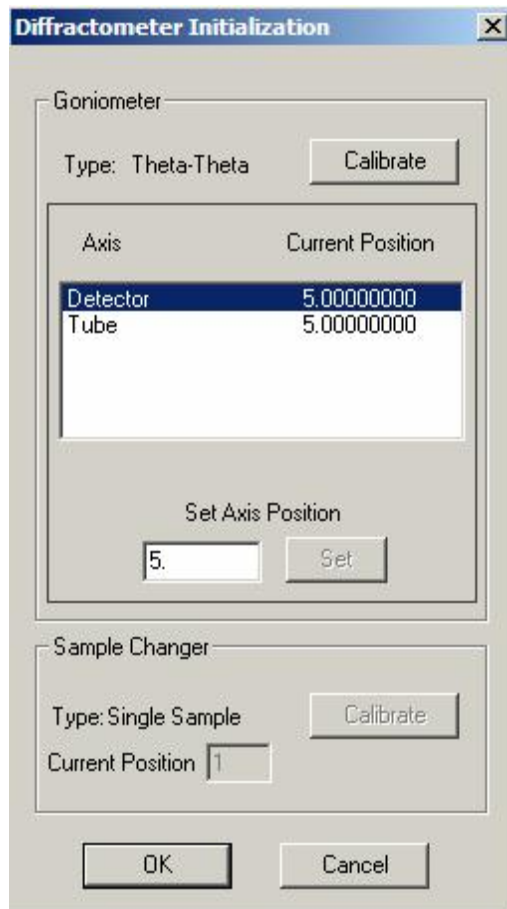 Diffractometer Initialization
Goniometer
Type: Theta-Theta Calibrate
Axis Current Position
Detector 5.00000000
Tube 5.00000000
Set Axis Position
5. Set
Sample Changer
Type: Single Sample Calibrate
Current Position 1
OK Cancel